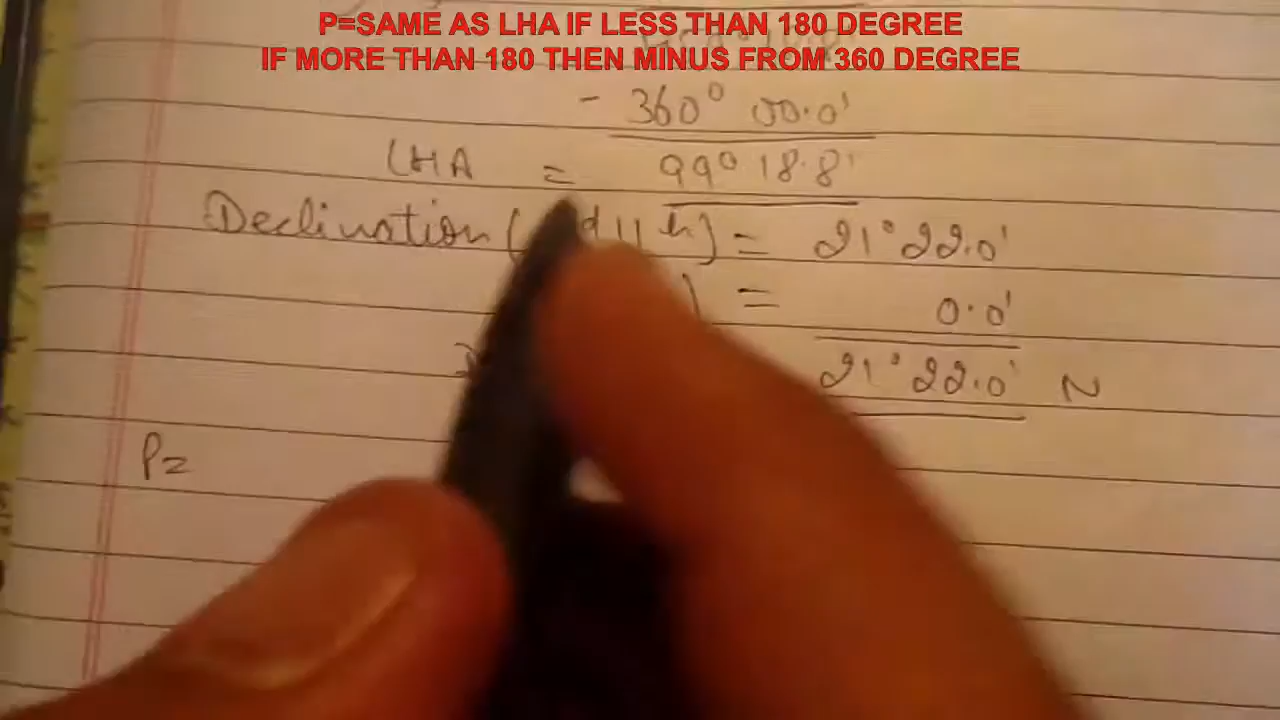 P=SAME AS LHA IF LESS THAN 180 DEGREE
IF MORE THAN 180 THEN MINUS FROM 360 DEGREE
- 360° 00.0'
LHA = 99° 18.8'
Declination ( d 11 h) = 21° 22.0'
) = 0.0'
21° 22.0' N
P=